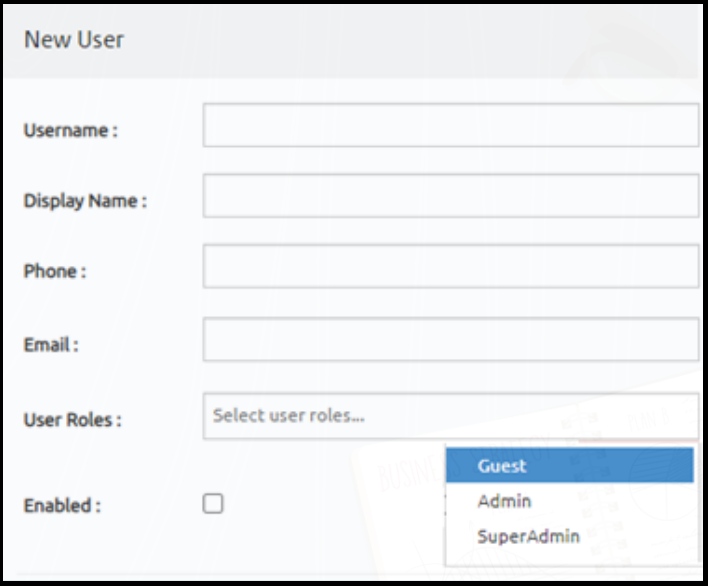 New User
Username :
Display Name :
Phone :
Email :
User Roles :
Select user roles...
Guest
Admin
SuperAdmin
Enabled :